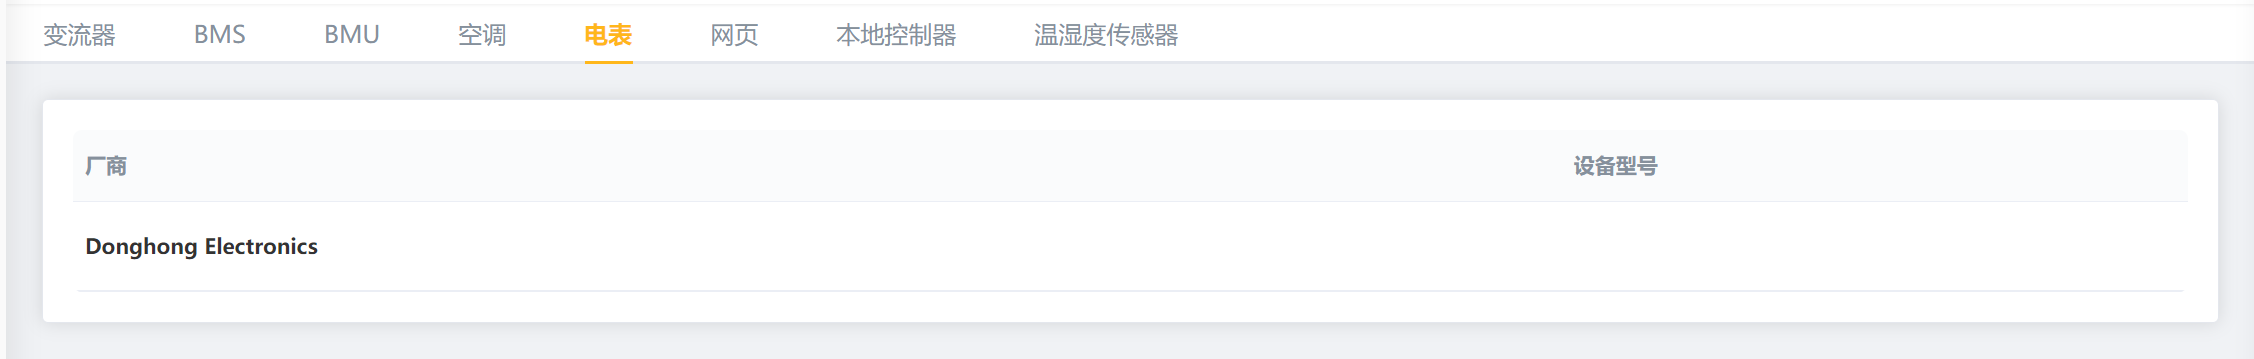 变流器 BMS BMU 空调 电表 网页 本地控制器 温湿度传感器
厂商 设备型号
Donghong Electronics